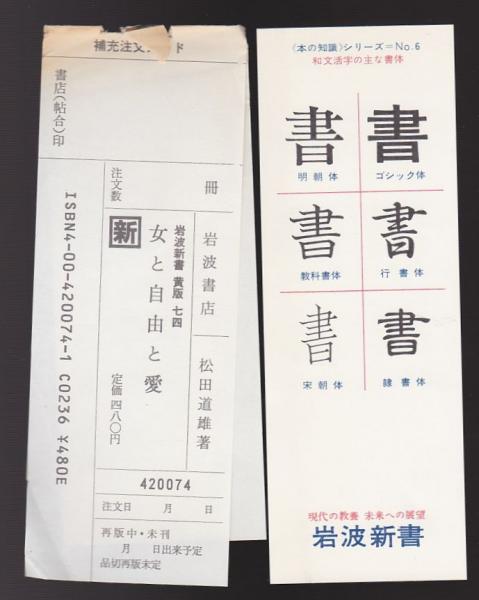 補充注文カード
書店(帖合)印
注文数
冊
岩波書店
松田道雄著
新
岩波新書 黄版 七四
女と自由と愛
定価四八〇円
ISBN4-00-420074-1 C0236 ¥480E
420074
注文日 月 日
再版中・未刊
月 日出来予定
品切再版未定
〈本の知識〉シリーズ=No.6
和文活字の主な書体
書
明朝体
書
ゴシック体
書
教科書体
書
行書体
書
宋朝体
書
隷書体
現代の教養 未来への展望
岩波新書